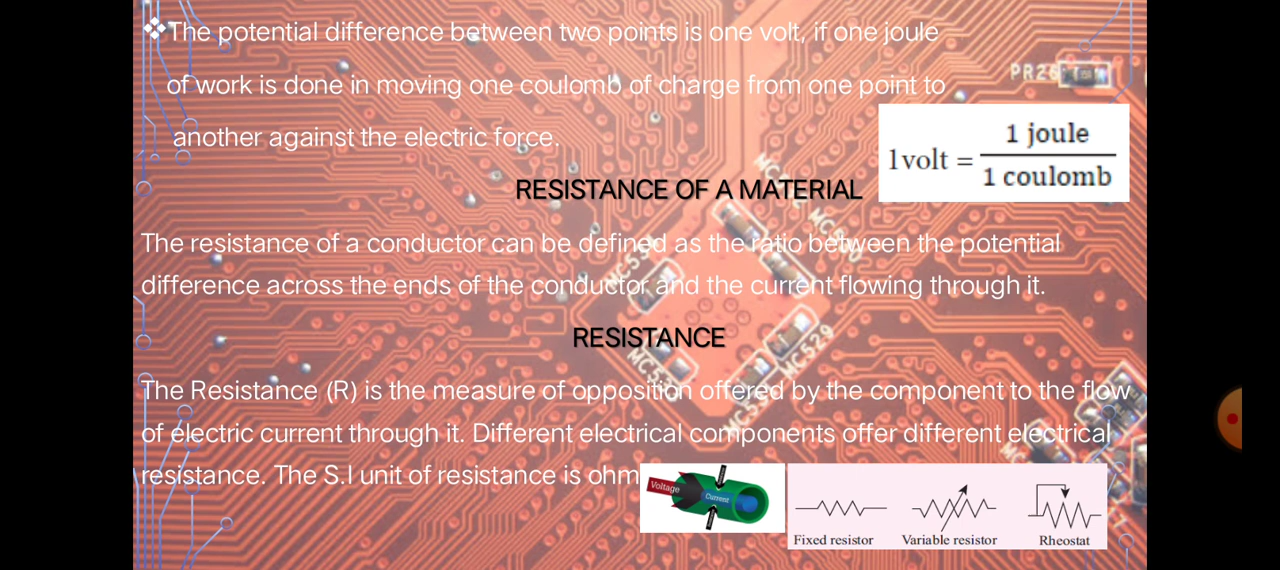 ❖The potential difference between two points is one volt, if one joule
of work is done in moving one coulomb of charge from one point to
another against the electric force.
1volt = 1 joule / 1 coulomb
RESISTANCE OF A MATERIAL
The resistance of a conductor can be defined as the ratio between the potential
difference across the ends of the conductor and the current flowing through it.
RESISTANCE
The Resistance (R) is the measure of opposition offered by the component to the flow
of electric current through it. Different electrical components offer different electrical
resistance. The S.I unit of resistance is ohm
Voltage
Current
Fixed resistor
Variable resistor
Rheostat
MC529